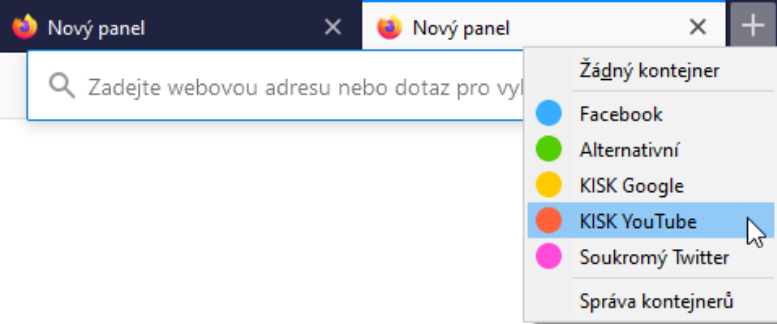 Nový panel
Nový panel
Zadejte webovou adresu nebo dotaz pro
Žádný kontejner
Facebook
Alternativní
KISK Google
KISK YouTube
Soukromý Twitter
Správa kontejnerů